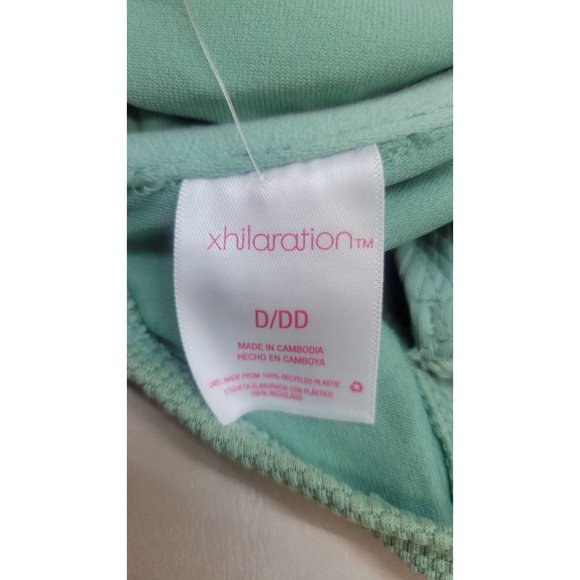 xhilaration™
D/DD
MADE IN CAMBODIA
HECHO EN CAMBOYA
LABEL MADE FROM 100% RECYCLED PLASTIC
ETIQUETA ELABORADA CON PLÁSTICO
100% RECICLADO